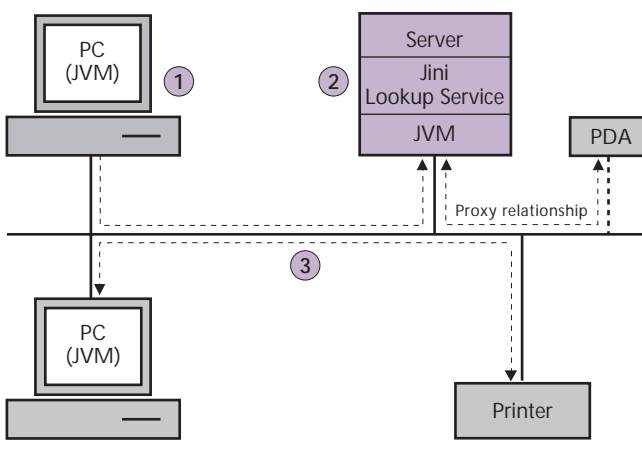 PC
(JVM)
1
2
Server
Jini
Lookup Service
JVM
PDA
Proxy relationship
3
PC
(JVM)
Printer